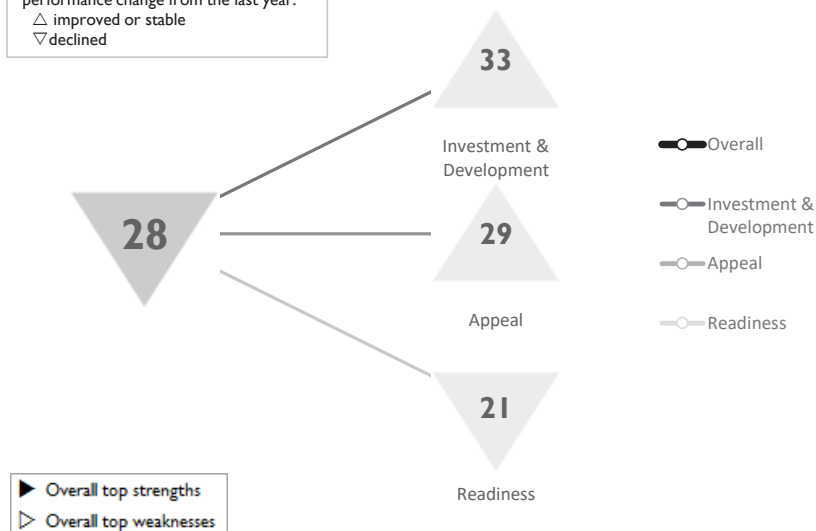 performance change from the last year:
△ improved or stable
▽ declined
33
Investment &
Development
28
29
Appeal
21
Readiness
Overall
Investment &
Development
Appeal
Readiness
▶ Overall top strengths
▷ Overall top weaknesses